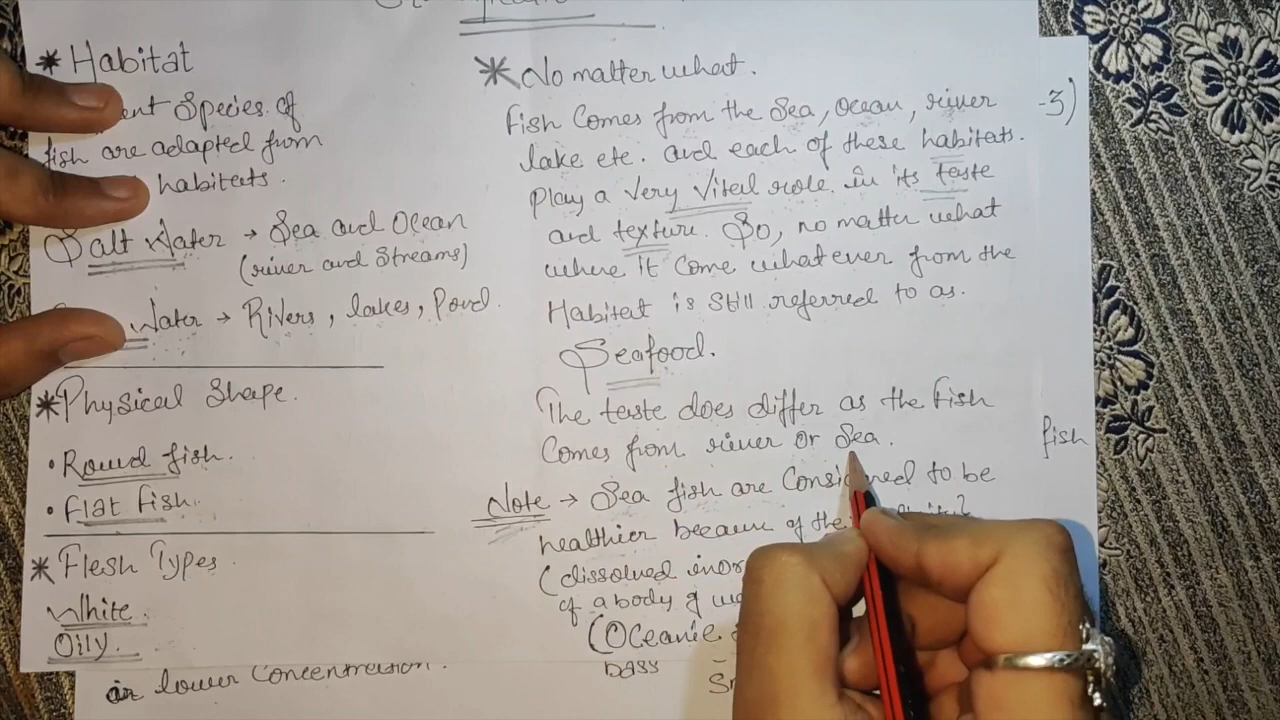 * Habitat
ent Species of
fish are adapted from
habitats.
Salt Water → Sea and Ocean
(river and Streams)
Water → Rivers, lakes, Pond.
* Physical Shape.
• Round fish.
• Flat Fish.
* Flesh Types.
White.
Oily.
in lower Concentration.
* No matter what.
Fish Comes from the Sea, Ocean, river
lake etc. and each of these habitats.
Play a Very Vital role. in its taste
and texture. So, no matter what
where it Come whatever from the
Habitat is Still referred to as.
Seafood.
The taste does differ as the Fish
Comes from river or Sea.
Note → Sea fish are Considered to be
healthier because of the
(dissolved
of a body of
(Oceanic
bass
-3)
fish